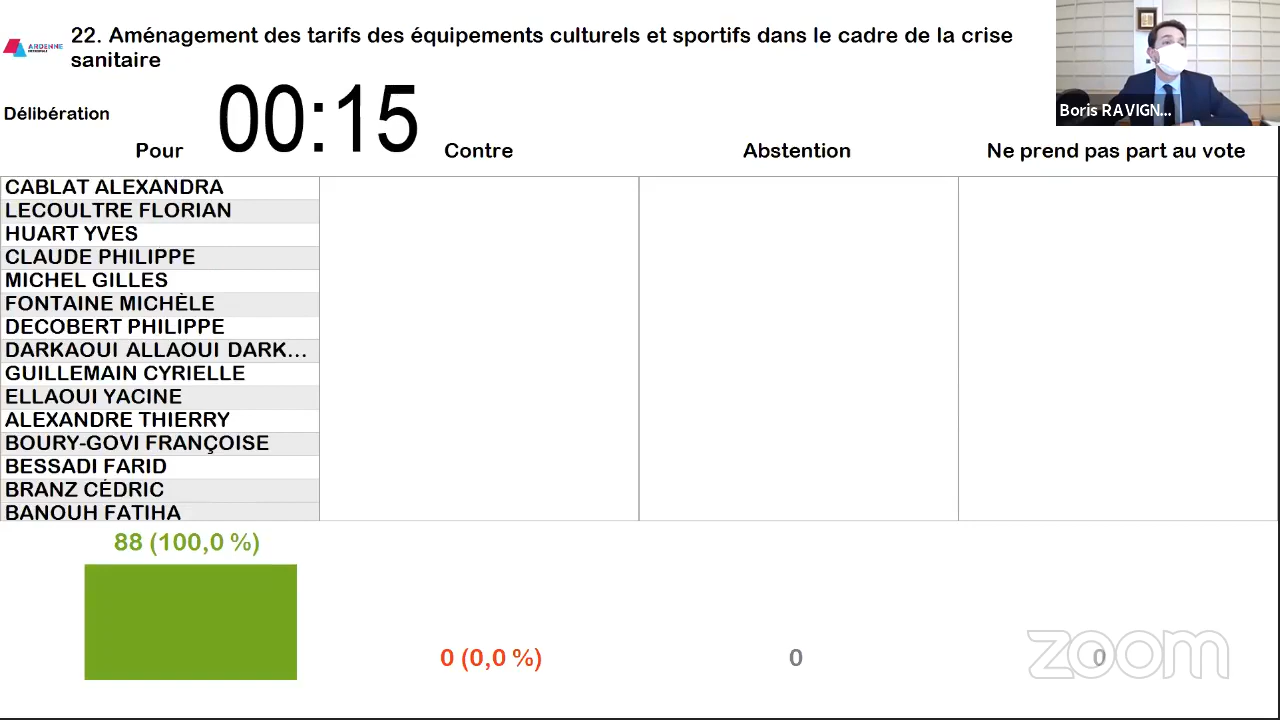 22. Aménagement des tarifs des équipements culturels et sportifs dans le cadre de la crise
sanitaire
ARDENNE
Délibération
00:15
Boris RAVIGN...
Pour
Contre
Abstention
Ne prend pas part au vote
CABLAT ALEXANDRA
LECOULTRE FLORIAN
HUART YVES
CLAUDE PHILIPPE
MICHEL GILLES
FONTAINE MICHÈLE
DECOBERT PHILIPPE
DARKAOUI ALLAOUI DARK...
GUILLEMAIN CYRIELLE
ELLAOUI YACINE
ALEXANDRE THIERRY
BOURY-GOVI FRANÇOISE
BESSADI FARID
BRANZ CÉDRIC
BANOUH FATIHA
88 (100,0 %)
0 (0,0 %)
0
0
zoom